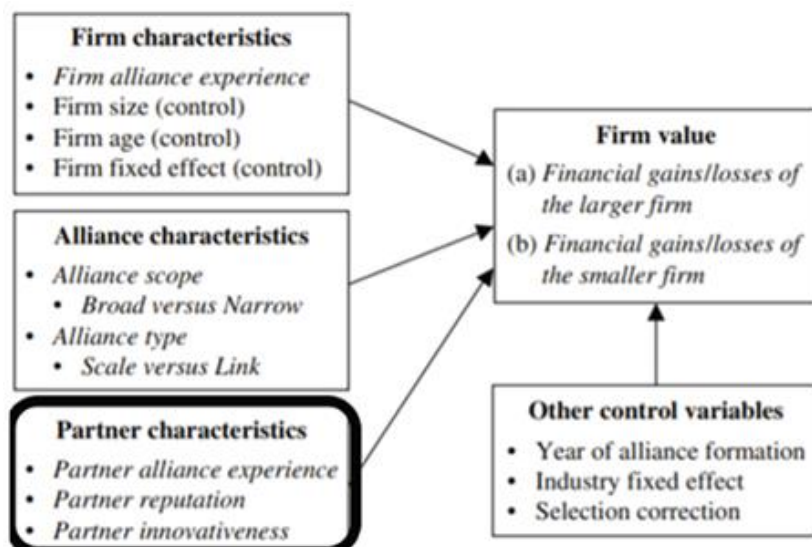 Firm characteristics
• Firm alliance experience
• Firm size (control)
• Firm age (control)
• Firm fixed effect (control)
Alliance characteristics
• Alliance scope
• Broad versus Narrow
• Alliance type
• Scale versus Link
Partner characteristics
• Partner alliance experience
• Partner reputation
• Partner innovativeness
Firm value
(a) Financial gains/losses of
the larger firm
(b) Financial gains/losses of
the smaller firm
Other control variables
• Year of alliance formation
• Industry fixed effect
• Selection correction